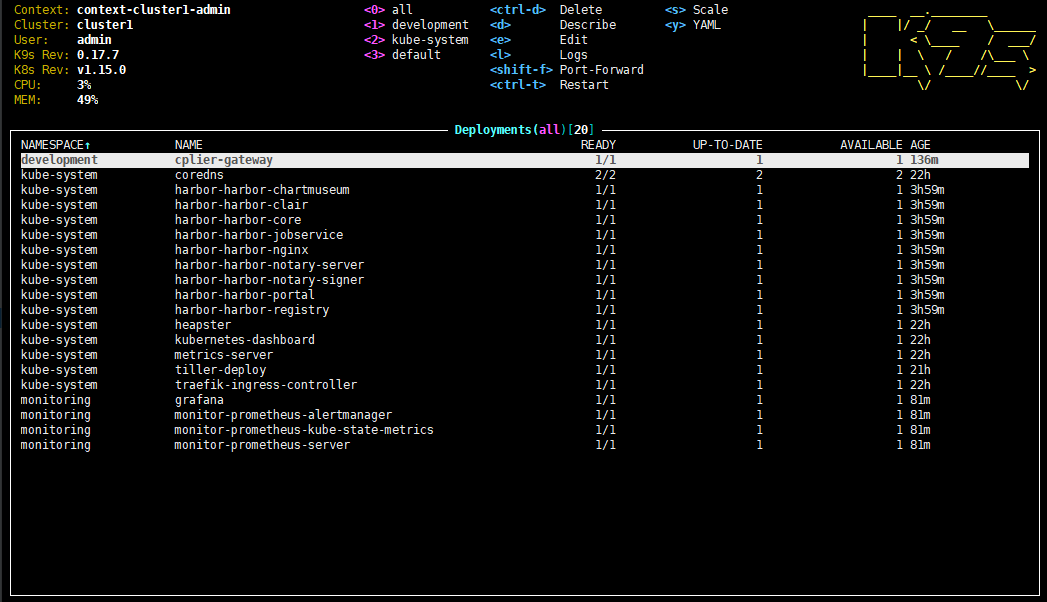 Context: context-cluster1-admin <0> all <ctrl-d> Delete <s> Scale
Cluster: cluster1 <1> development <d> Describe <y> YAML
User: admin <2> kube-system <e> Edit
K9s Rev: 0.17.7 <3> default <l> Logs
K8s Rev: v1.15.0 <shift-f> Port-Forward
CPU: 3% <ctrl-t> Restart
MEM: 49%
Deployments(all)[20]
NAMESPACE↑ NAME READY UP-TO-DATE AVAILABLE AGE
development cplier-gateway 1/1 1 1 136m
kube-system coredns 2/2 2 2 22h
kube-system harbor-harbor-chartmuseum 1/1 1 1 3h59m
kube-system harbor-harbor-clair 1/1 1 1 3h59m
kube-system harbor-harbor-core 1/1 1 1 3h59m
kube-system harbor-harbor-jobservice 1/1 1 1 3h59m
kube-system harbor-harbor-nginx 1/1 1 1 3h59m
kube-system harbor-harbor-notary-server 1/1 1 1 3h59m
kube-system harbor-harbor-notary-signer 1/1 1 1 3h59m
kube-system harbor-harbor-portal 1/1 1 1 3h59m
kube-system harbor-harbor-registry 1/1 1 1 3h59m
kube-system heapster 1/1 1 1 22h
kube-system kubernetes-dashboard 1/1 1 1 22h
kube-system metrics-server 1/1 1 1 22h
kube-system tiller-deploy 1/1 1 1 21h
kube-system traefik-ingress-controller 1/1 1 1 22h
monitoring grafana 1/1 1 1 81m
monitoring monitor-prometheus-alertmanager 1/1 1 1 81m
monitoring monitor-prometheus-kube-state-metrics 1/1 1 1 81m
monitoring monitor-prometheus-server 1/1 1 1 81m